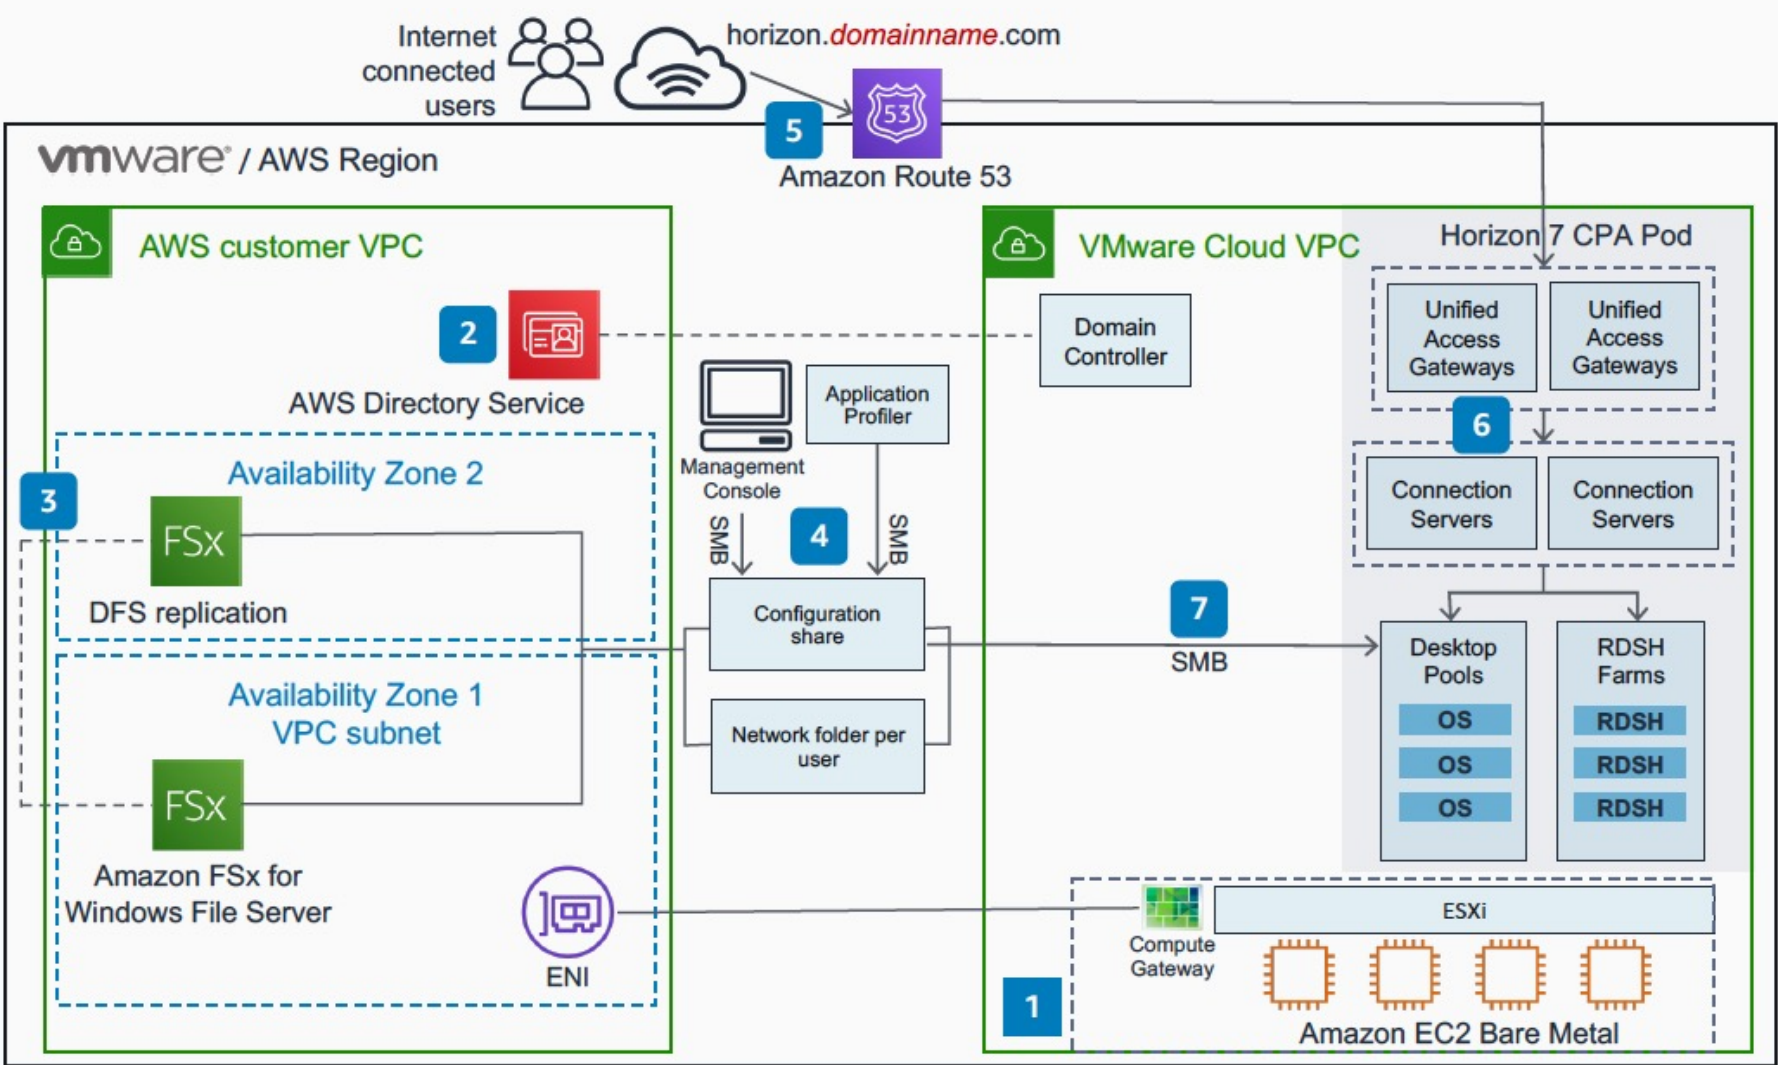 Internet
connected
users
horizon.domainname.com
53
5
Amazon Route 53
vmware® / AWS Region
AWS customer VPC
VMware Cloud VPC
Horizon 7 CPA Pod
2
AWS Directory Service
Domain
Controller
Unified
Access
Gateways
Unified
Access
Gateways
Management
Console
Application
Profiler
6
3
Availability Zone 2
FSx
DFS replication
SMB
4
SMB
Connection
Servers
Connection
Servers
Configuration
share
7
SMB
Availability Zone 1
VPC subnet
Network folder per
user
Desktop
Pools
OS
OS
OS
RDSH
Farms
RDSH
RDSH
RDSH
FSx
Amazon FSx for
Windows File Server
ENI
Compute
Gateway
ESXi
1
Amazon EC2 Bare Metal